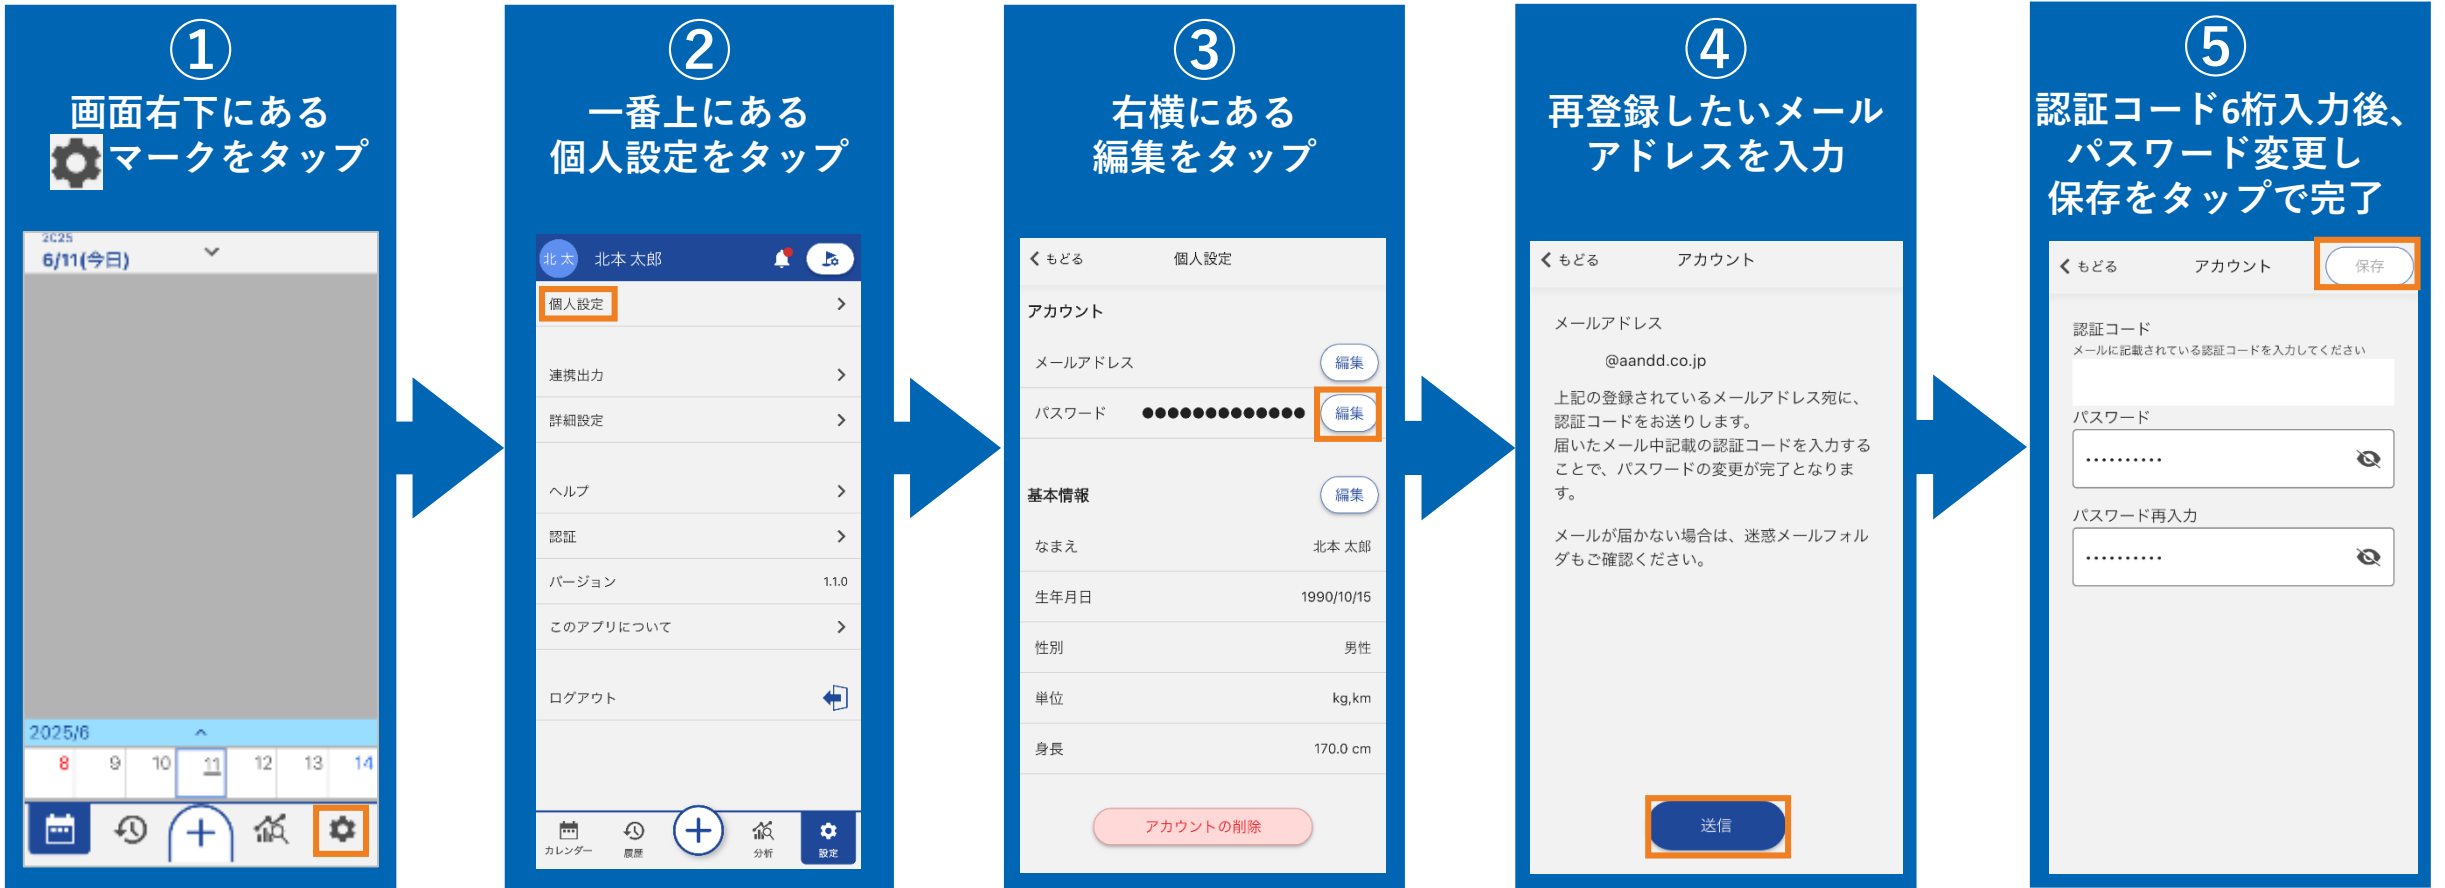 ①
画面右下にある
マークをタップ
2025
6/11(今日)
2025/6
8 9 10 11 12 13 14
②
一番上にある
個人設定をタップ
北 太 北本 太郎
個人設定
連携出力
詳細設定
ヘルプ
認証
バージョン 1.1.0
このアプリについて
ログアウト
カレンダー 履歴 分析 設定
③
右横にある
編集をタップ
もどる 個人設定
アカウント
メールアドレス 編集
パスワード ●●●●●●●●●●●●● 編集
基本情報 編集
なまえ 北本 太郎
生年月日 1990/10/15
性別 男性
単位 kg,km
身長 170.0 cm
アカウントの削除
④
再登録したいメール
アドレスを入力
もどる アカウント
メールアドレス
@aandd.co.jp
上記の登録されているメールアドレス宛に、
認証コードをお送りします。
届いたメール中記載の認証コードを入力する
ことで、パスワードの変更が完了となりま
す。
メールが届かない場合は、迷惑メールフォル
ダもご確認ください。
送信
⑤
認証コード6桁入力後、
パスワード変更し
保存をタップで完了
もどる アカウント 保存
認証コード
メールに記載されている認証コードを入力してください
パスワード
••••••••••
パスワード再入力
••••••••••